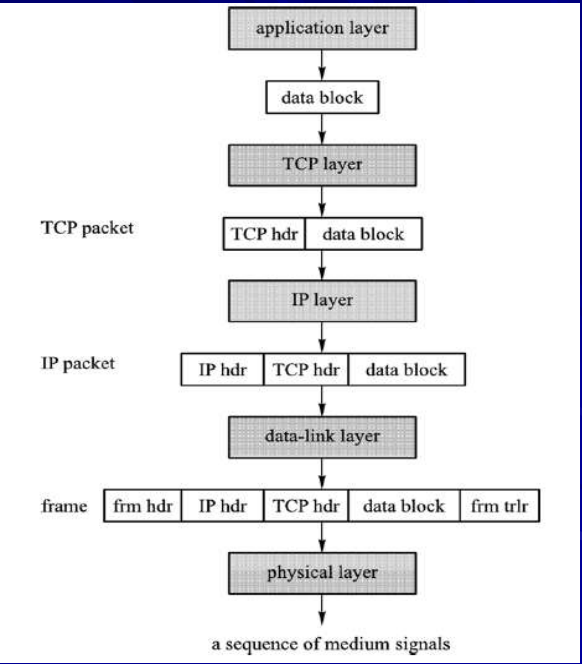 application layer
data block
TCP layer
TCP packet
TCP hdr data block
IP layer
IP packet
IP hdr TCP hdr data block
data-link layer
frame
frm hdr IP hdr TCP hdr data block frm trlr
physical layer
a sequence of medium signals